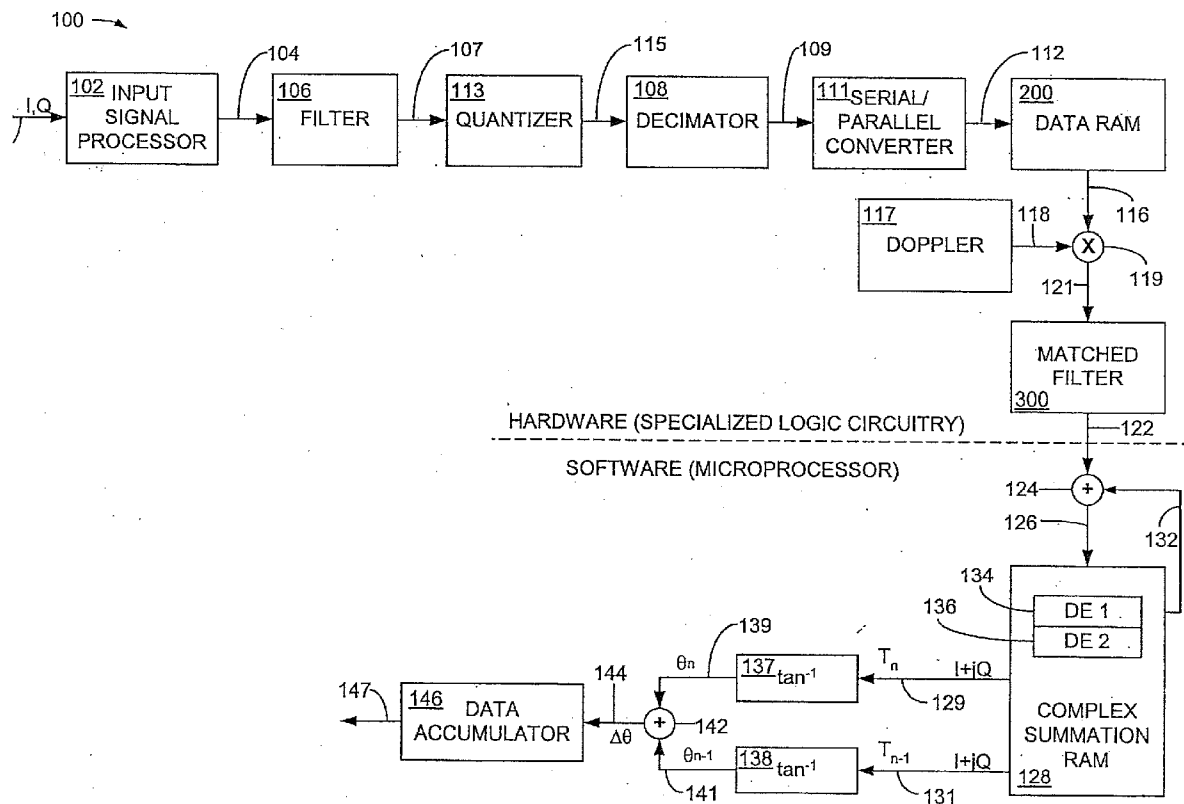 100
104
107
115
109
112
I,Q
102 INPUT
SIGNAL
PROCESSOR
106
FILTER
113
QUANTIZER
108
DECIMATOR
111 SERIAL/
PARALLEL
CONVERTER
200
DATA RAM
116
117
DOPPLER
118
X
119
121
MATCHED
FILTER
300
HARDWARE (SPECIALIZED LOGIC CIRCUITRY)
122
SOFTWARE (MICROPROCESSOR)
124
+
126
132
134
DE 1
136
DE 2
139
θn
137 tan-1
Tn
I+jQ
129
147
146
DATA
ACCUMULATOR
144
Δθ
+
142
COMPLEX
SUMMATION
RAM
128
θn-1
141
138 tan-1
Tn-1
I+jQ
131